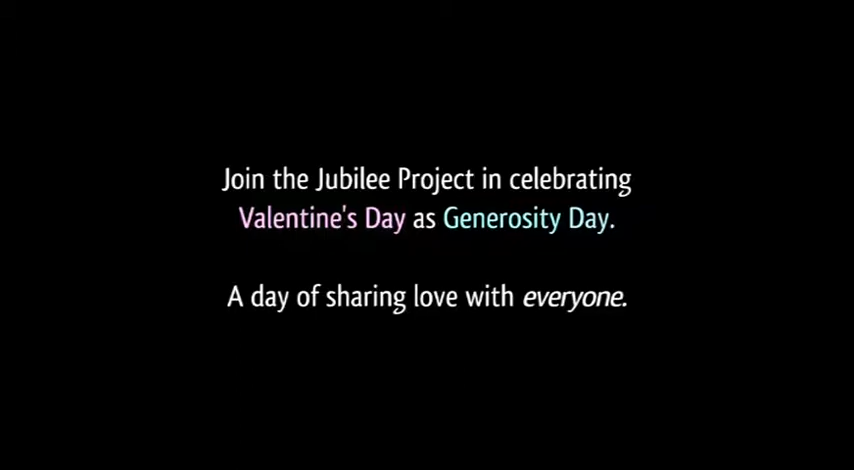 Join the Jubilee Project in celebrating
Valentine's Day as Generosity Day.
A day of sharing love with everyone.